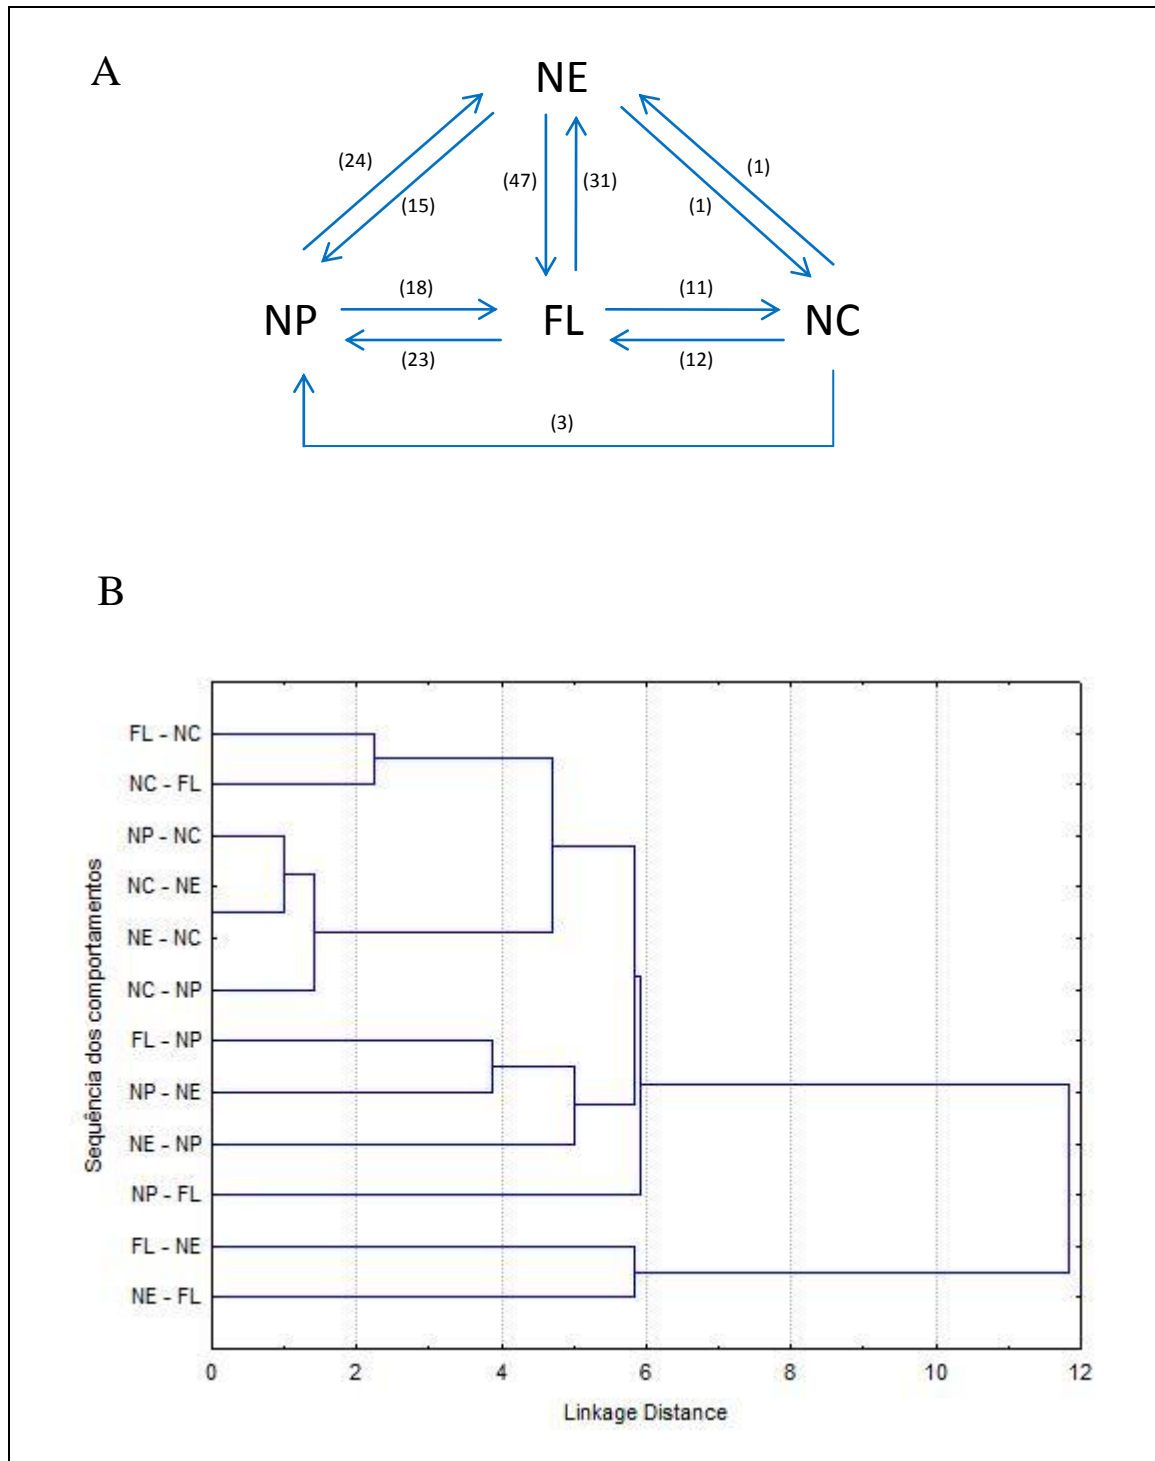 A
NE
(24)
(15)
(47)
(31)
(1)
(1)
NP
(18)
(23)
FL
(11)
(12)
NC
(3)
B
Sequência dos comportamentos
FL - NC
NC - FL
NP - NC
NC - NE
NE - NC
NC - NP
FL - NP
NP - NE
NE - NP
NP - FL
FL - NE
NE - FL
0 2 4 6 8 10 12
Linkage Distance